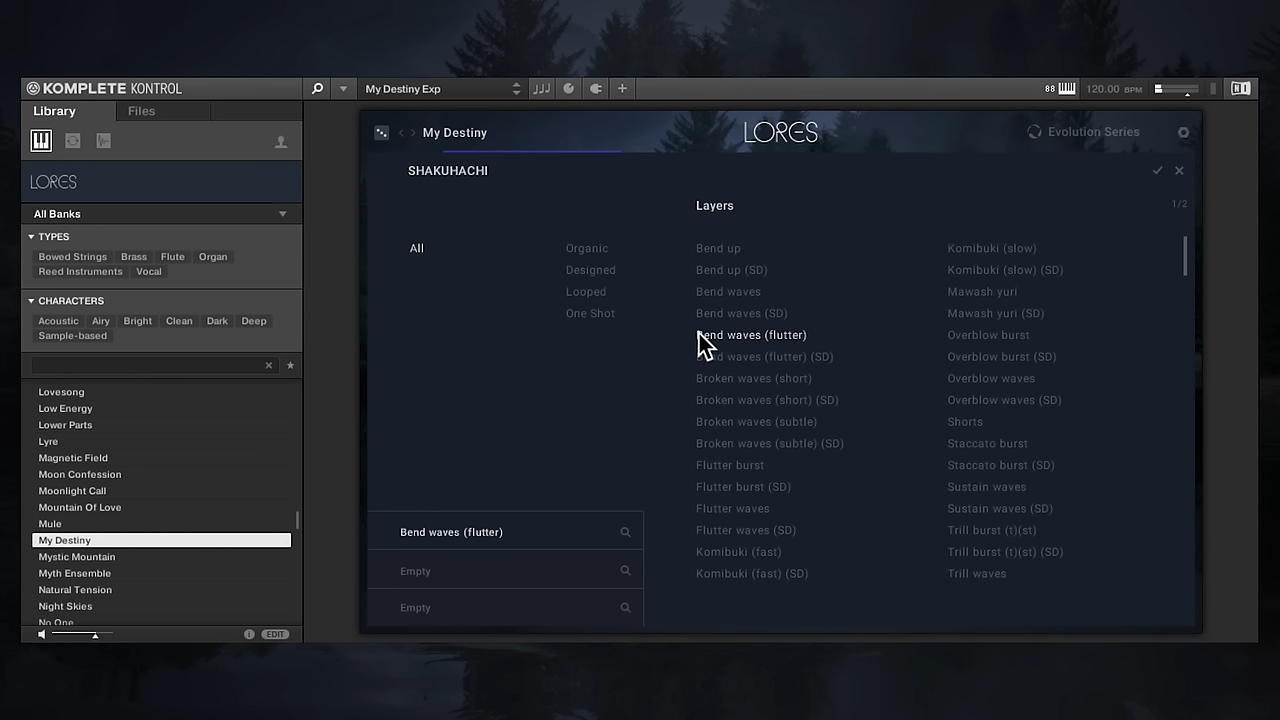 KOMPLETE KONTROL
My Destiny Exp
88
120.00 BPM
Library
Files
LORES
All Banks
TYPES
Bowed Strings
Brass
Flute
Organ
Reed Instruments
Vocal
CHARACTERS
Acoustic
Airy
Bright
Clean
Dark
Deep
Sample-based
Lovesong
Low Energy
Lower Parts
Lyre
Magnetic Field
Moon Confession
Moonlight Call
Mountain Of Love
Mule
My Destiny
Mystic Mountain
Myth Ensemble
Natural Tension
Night Skies
No One
EDIT
My Destiny
LORES
Evolution Series
SHAKUHACHI
All
Organic
Designed
Looped
One Shot
Layers
1/2
Bend up
Bend up (SD)
Bend waves
Bend waves (SD)
Bend waves (flutter)
Bend waves (flutter) (SD)
Broken waves (short)
Broken waves (short) (SD)
Broken waves (subtle)
Broken waves (subtle) (SD)
Flutter burst
Flutter burst (SD)
Flutter waves
Flutter waves (SD)
Komibuki (fast)
Komibuki (fast) (SD)
Komibuki (slow)
Komibuki (slow) (SD)
Mawash yuri
Mawash yuri (SD)
Overblow burst
Overblow burst (SD)
Overblow waves
Overblow waves (SD)
Shorts
Staccato burst
Staccato burst (SD)
Sustain waves
Sustain waves (SD)
Trill burst (t)(st)
Trill burst (t)(st) (SD)
Trill waves
Bend waves (flutter)
Empty
Empty